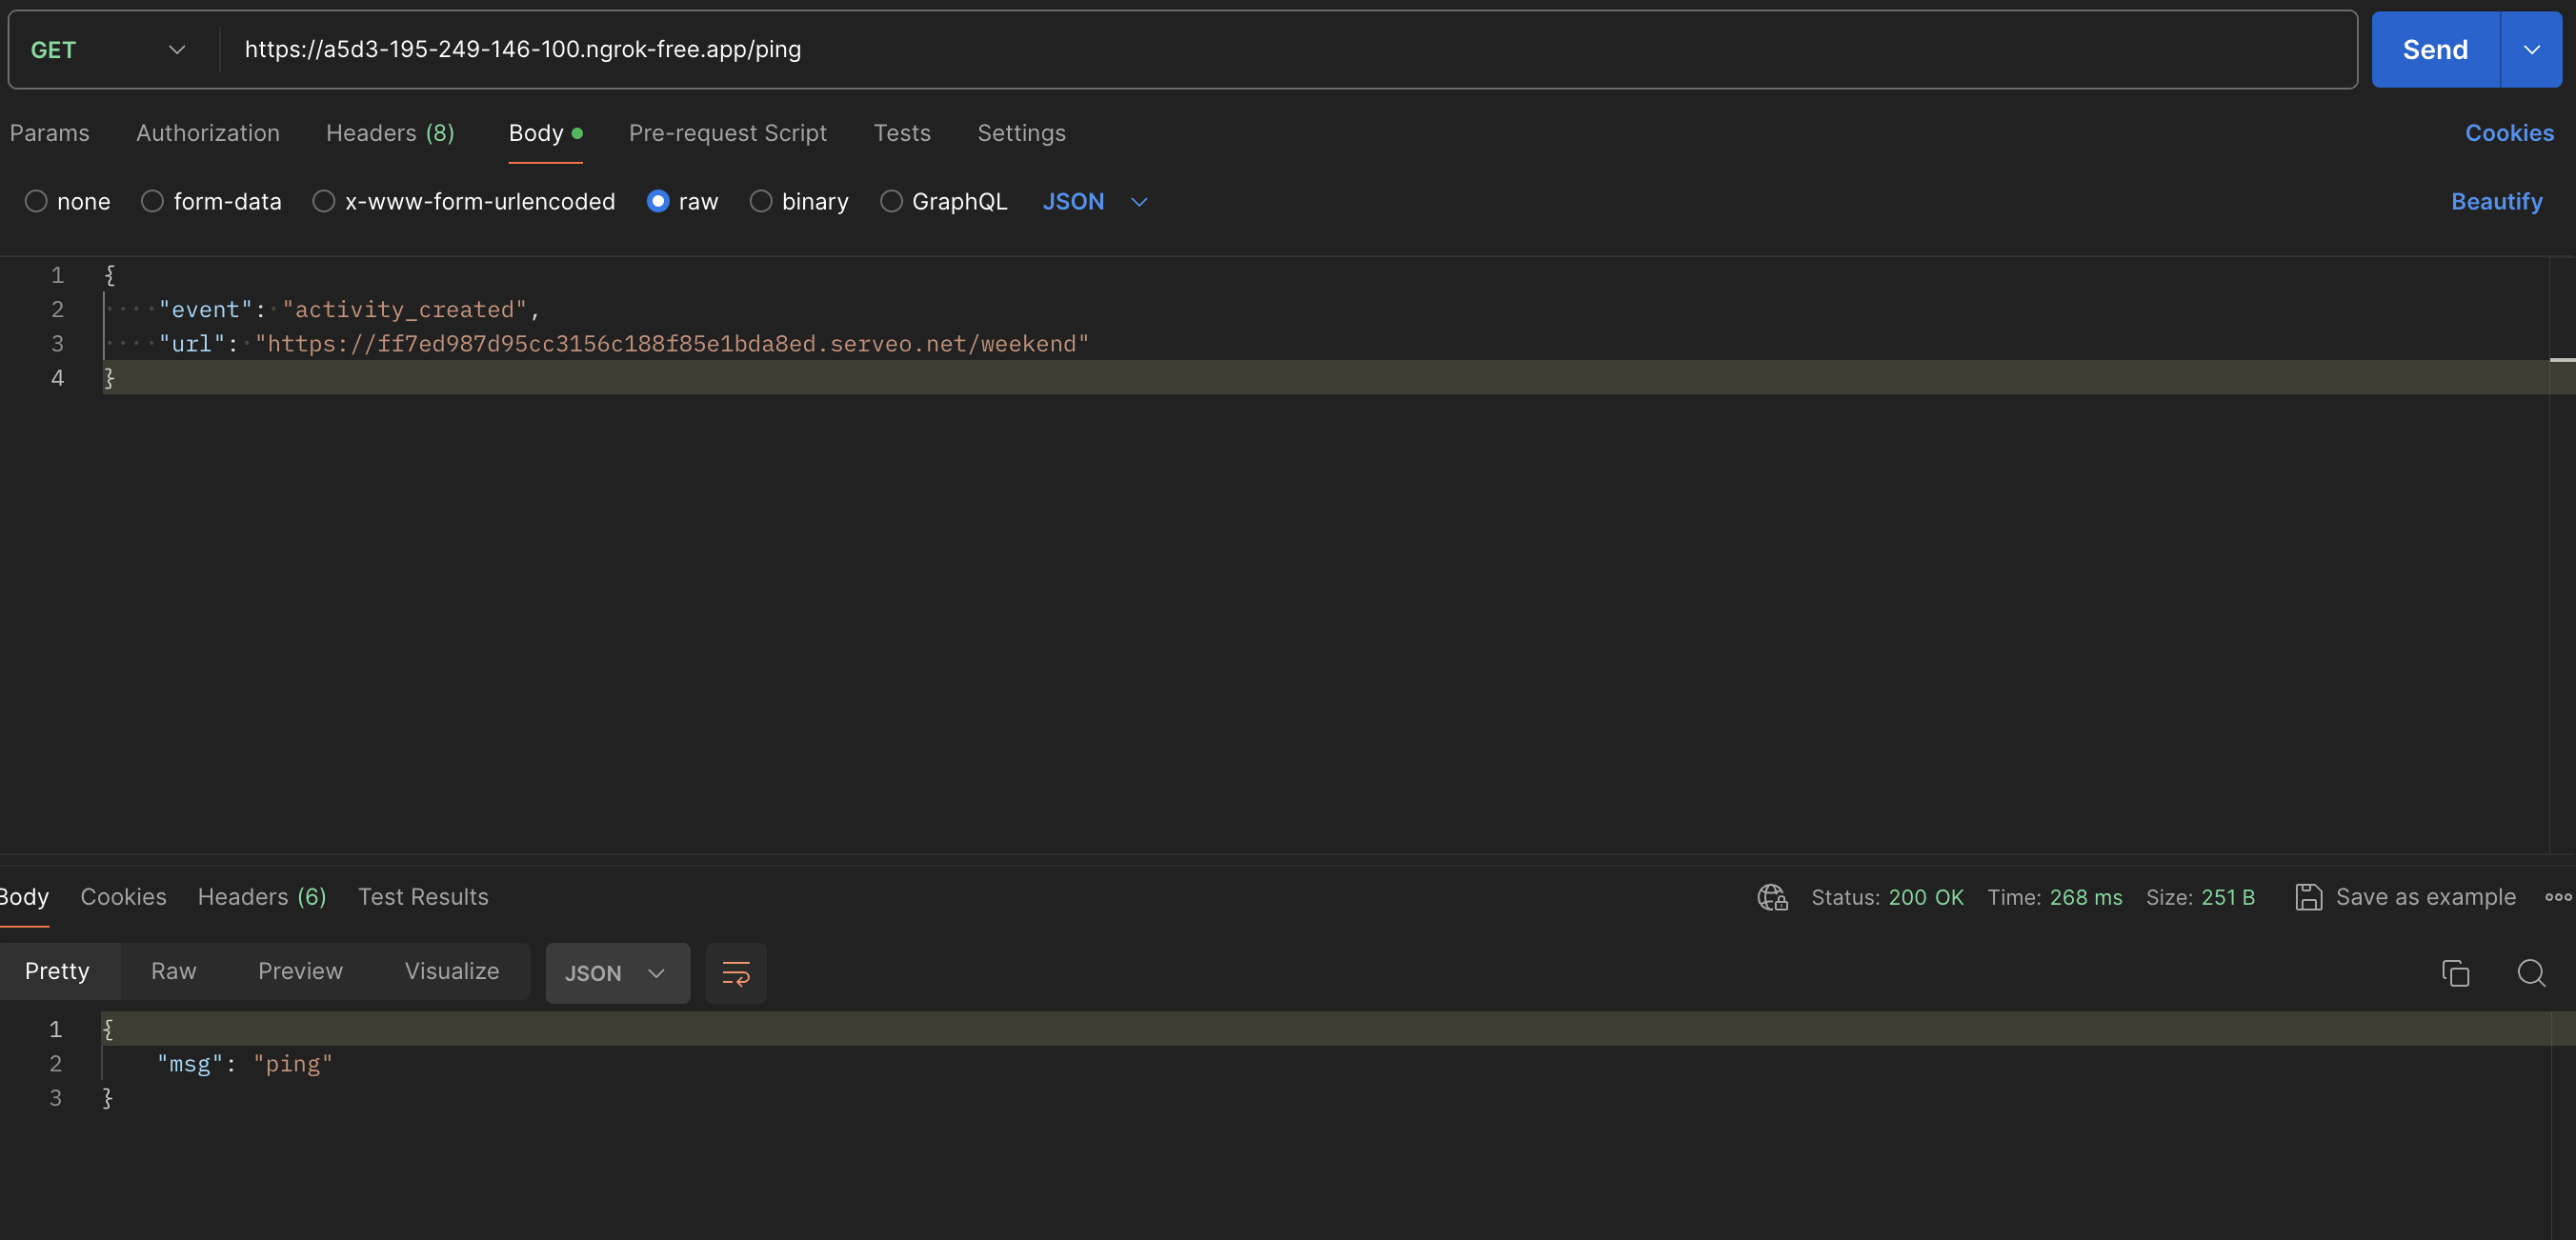 GET https://a5d3-195-249-146-100.ngrok-free.app/ping Send
Params Authorization Headers (8) Body Pre-request Script Tests Settings Cookies
none form-data x-www-form-urlencoded raw binary GraphQL JSON Beautify
1 {
2 "event": "activity_created",
3 "url": "https://ff7ed987d95cc3156c188f85e1bda8ed.serveo.net/weekend"
4 }
Body Cookies Headers (6) Test Results Status: 200 OK Time: 268 ms Size: 251 B Save as example
Pretty Raw Preview Visualize JSON
1 {
2 "msg": "ping"
3 }